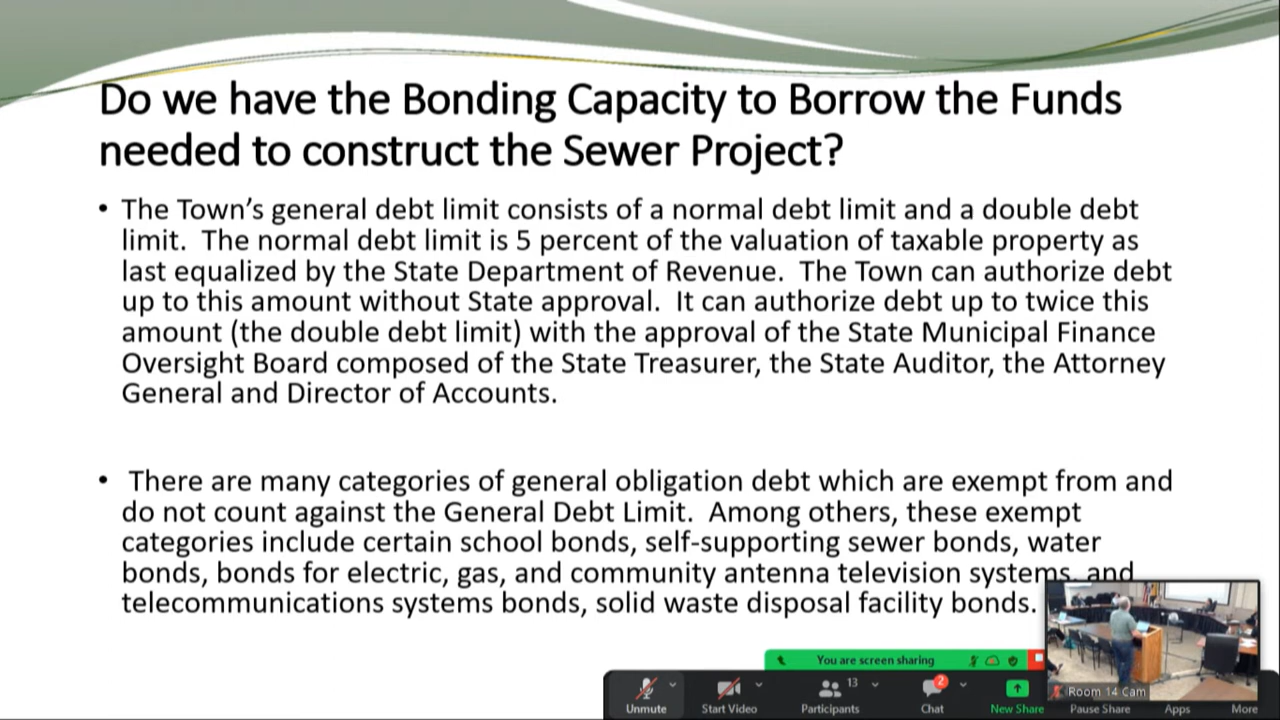 Do we have the Bonding Capacity to Borrow the Funds
needed to construct the Sewer Project?
• The Town’s general debt limit consists of a normal debt limit and a double debt
limit.  The normal debt limit is 5 percent of the valuation of taxable property as
last equalized by the State Department of Revenue.  The Town can authorize debt
up to this amount without State approval.  It can authorize debt up to twice this
amount (the double debt limit) with the approval of the State Municipal Finance
Oversight Board composed of the State Treasurer, the State Auditor, the Attorney
General and Director of Accounts.
• There are many categories of general obligation debt which are exempt from and
do not count against the General Debt Limit.  Among others, these exempt
categories include certain school bonds, self-supporting sewer bonds, water
bonds, bonds for electric, gas, and community antenna television systems, and
telecommunications systems bonds, solid waste disposal facility bonds.
You are screen sharing
Room 14 Cam
13
2
Unmute
Start Video
Participants
Chat
New Share
Pause Share
Apps
More